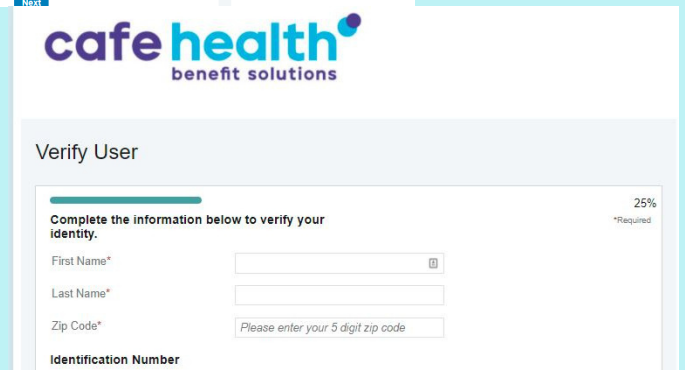 Next
cafe health
benefit solutions
Verify User
25%
Complete the information below to verify your
identity.
*Required
First Name*
Last Name*
Zip Code*
Please enter your 5 digit zip code
Identification Number